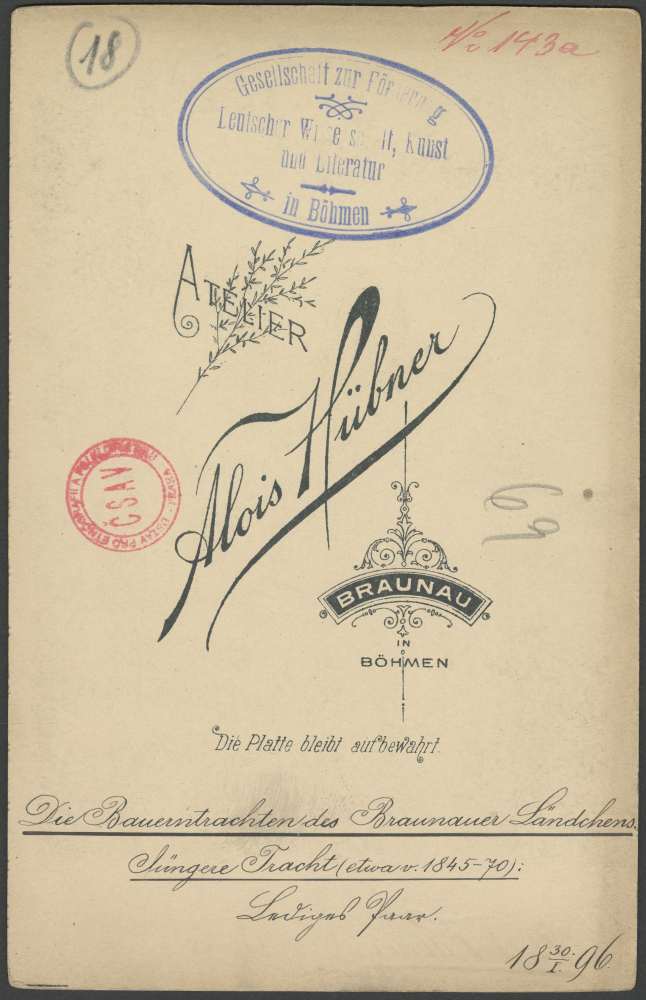 18
No 143a
Gesellschaft zur Förderung
Deutscher Wissenschaft, Kunst
und Literatur
in Böhmen
ATELIER
Alois Hübner
ČSAV
69
BRAUNAU
IN
BÖHMEN
Die Platte bleibt aufbewahrt.
Die Bauerntrachten des Braunauer Ländchens.
Jüngere Tracht (etwa v. 1845-70):
Lediges Paar.
18 30./I. 96.